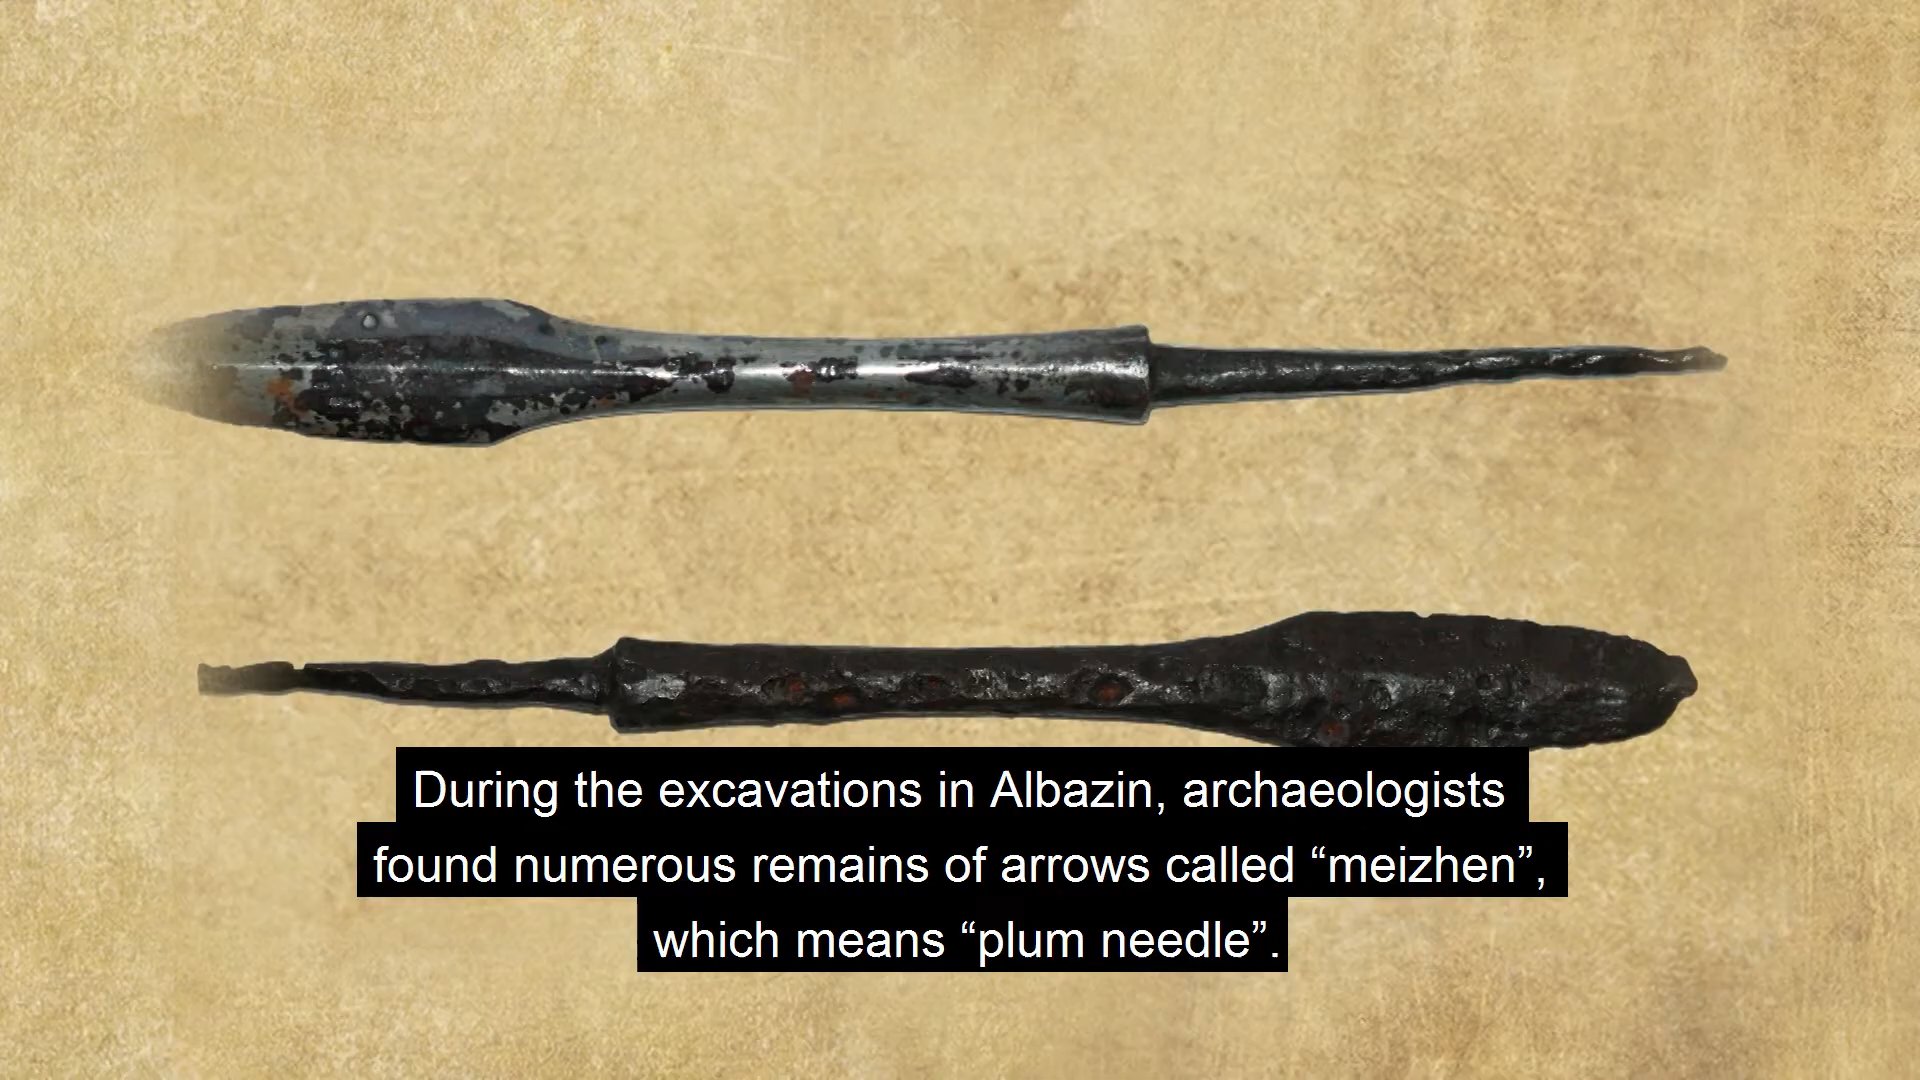 During the excavations in Albazin, archaeologists
found numerous remains of arrows called “meizhen”,
which means “plum needle”.